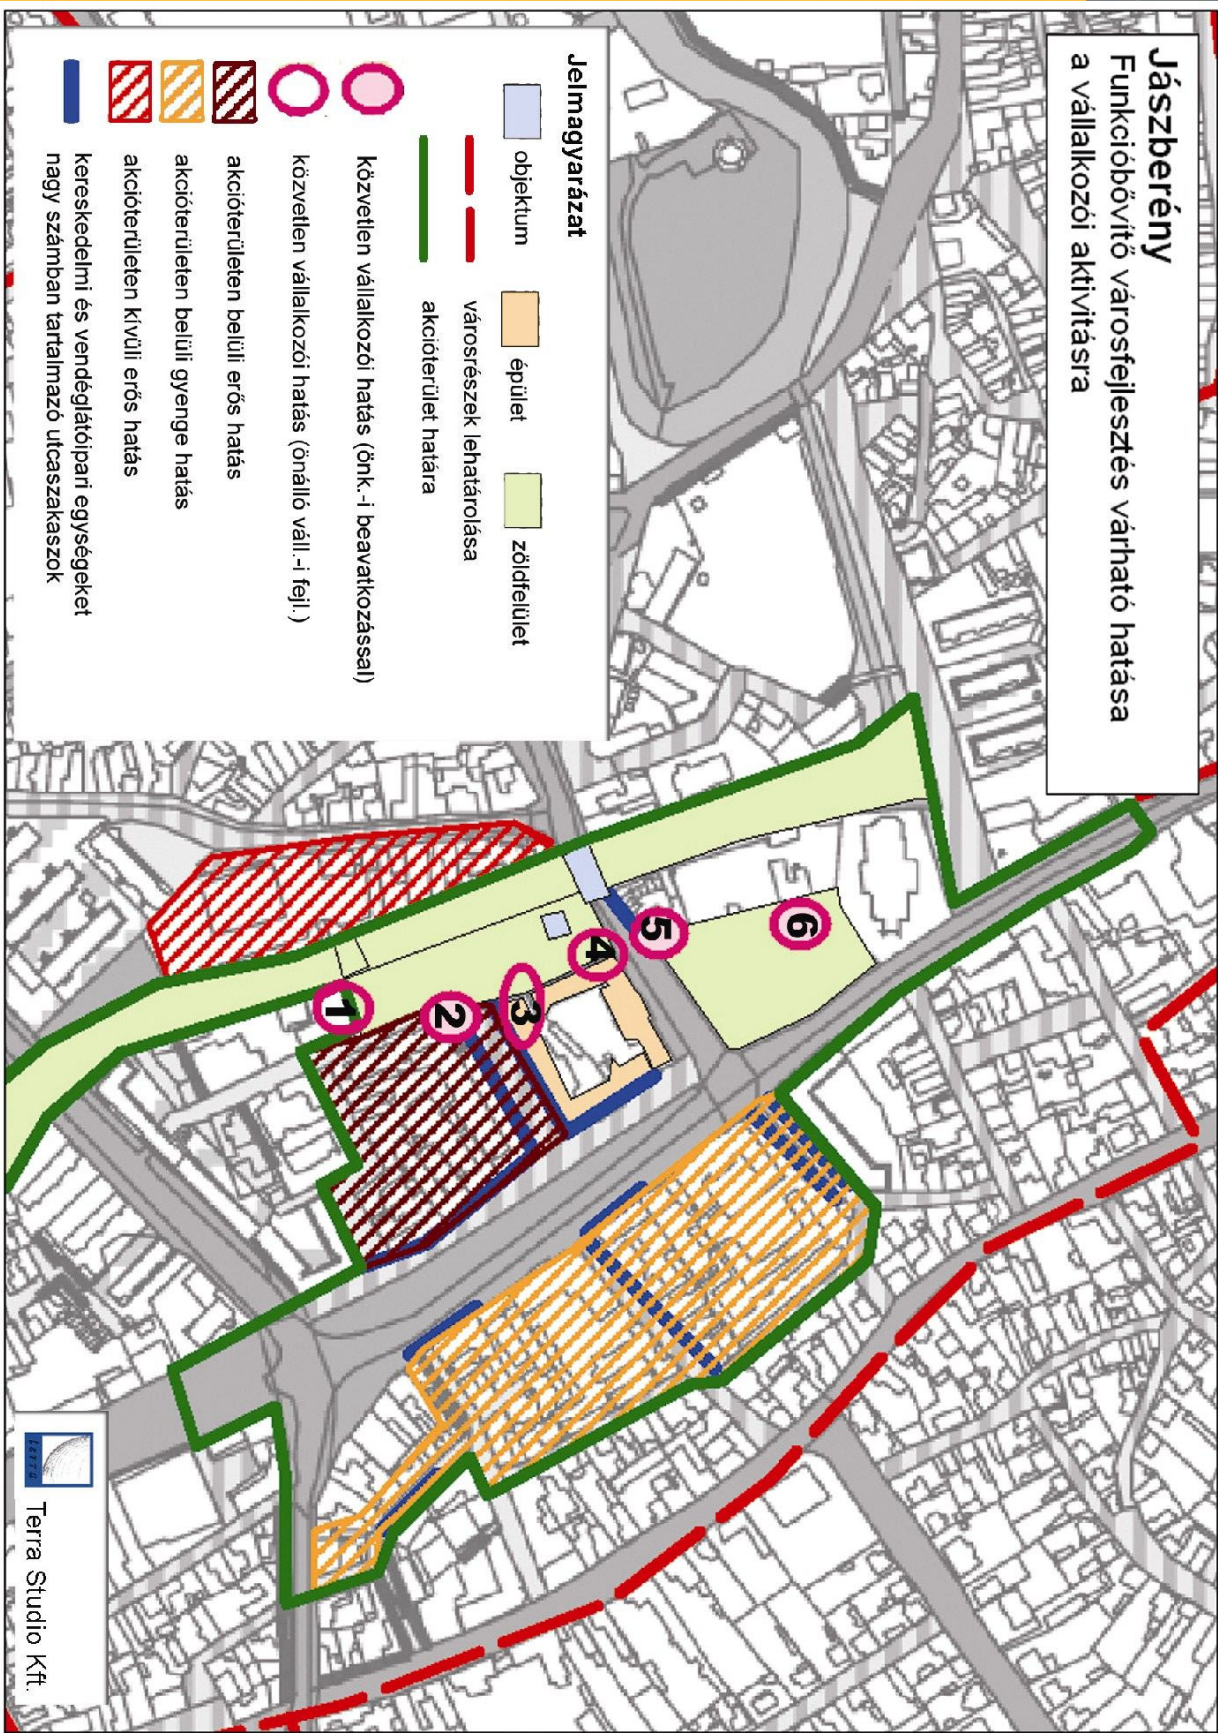 Jászberény
Funkcióbővítő városfejlesztés várható hatása
a vállalkozói aktivitásra
Jelmagyarázat
objektum
épület
zöldfelület
városrészek lehatárolása
akcióterület határa
közvetlen vállalkozói hatás (önk.-i beavatkozással)
közvetlen vállalkozói hatás (önálló váll.-i fejl.)
akcióterületen belüli erős hatás
akcióterületen belüli gyenge hatás
akcióterületen kívüli erős hatás
kereskedelmi és vendéglátóipari egységeket
nagy számban tartalmazó utcaszakaszok
6
5
4
3
2
1
terra
Terra Studio Kft.